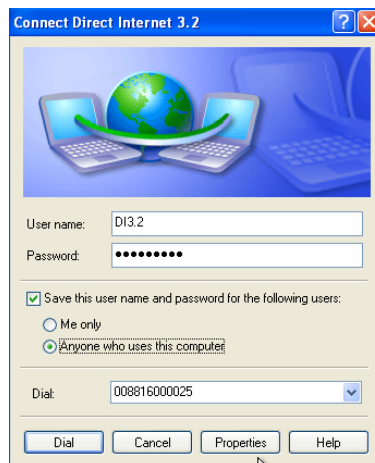 Connect Direct Internet 3.2
User name: DI3.2
Password: •••••••••
Save this user name and password for the following users:
Me only
Anyone who uses this computer
Dial: 008816000025
Dial Cancel Properties Help